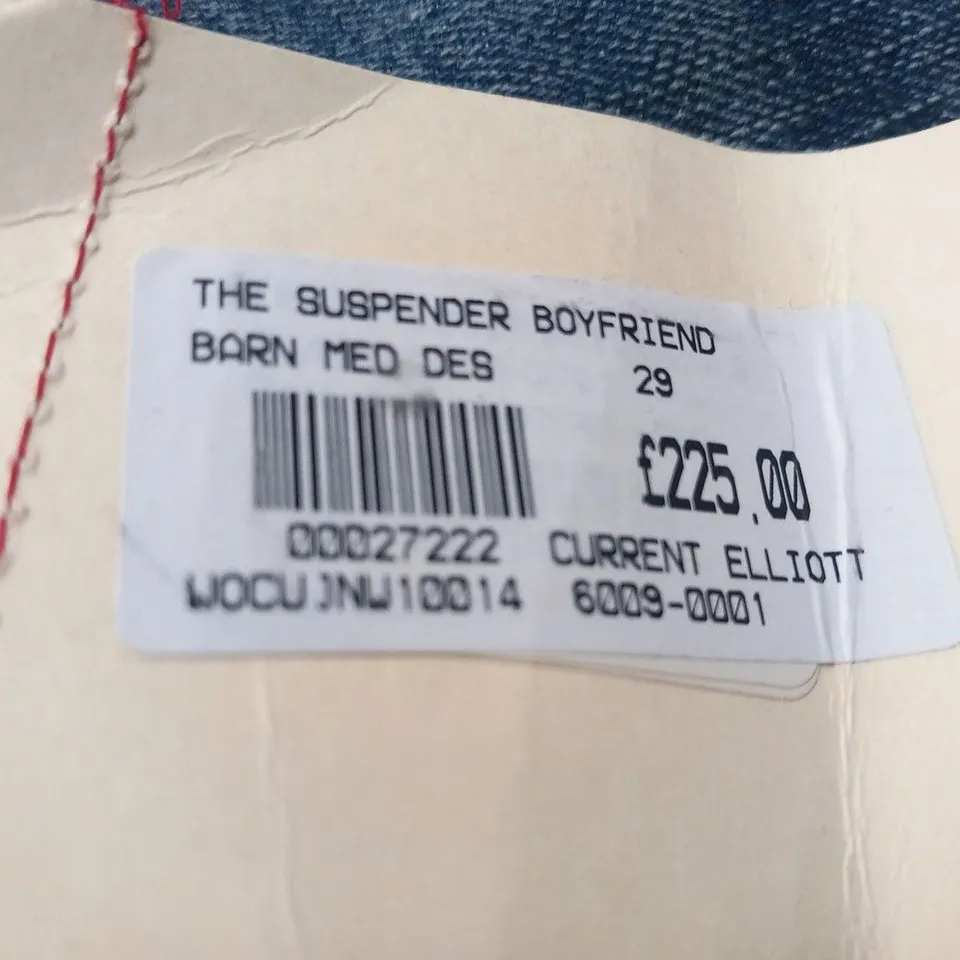 THE SUSPENDER BOYFRIEND
BARN MED DES 29
£225.00
00027222 CURRENT ELLIOTT
WOCUJNW10014 6009-0001